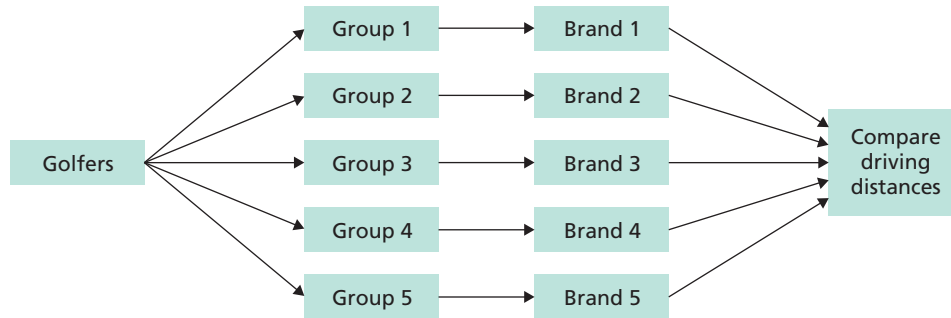 Group 1
Brand 1
Group 2
Brand 2
Golfers
Group 3
Brand 3
Compare
driving
distances
Group 4
Brand 4
Group 5
Brand 5